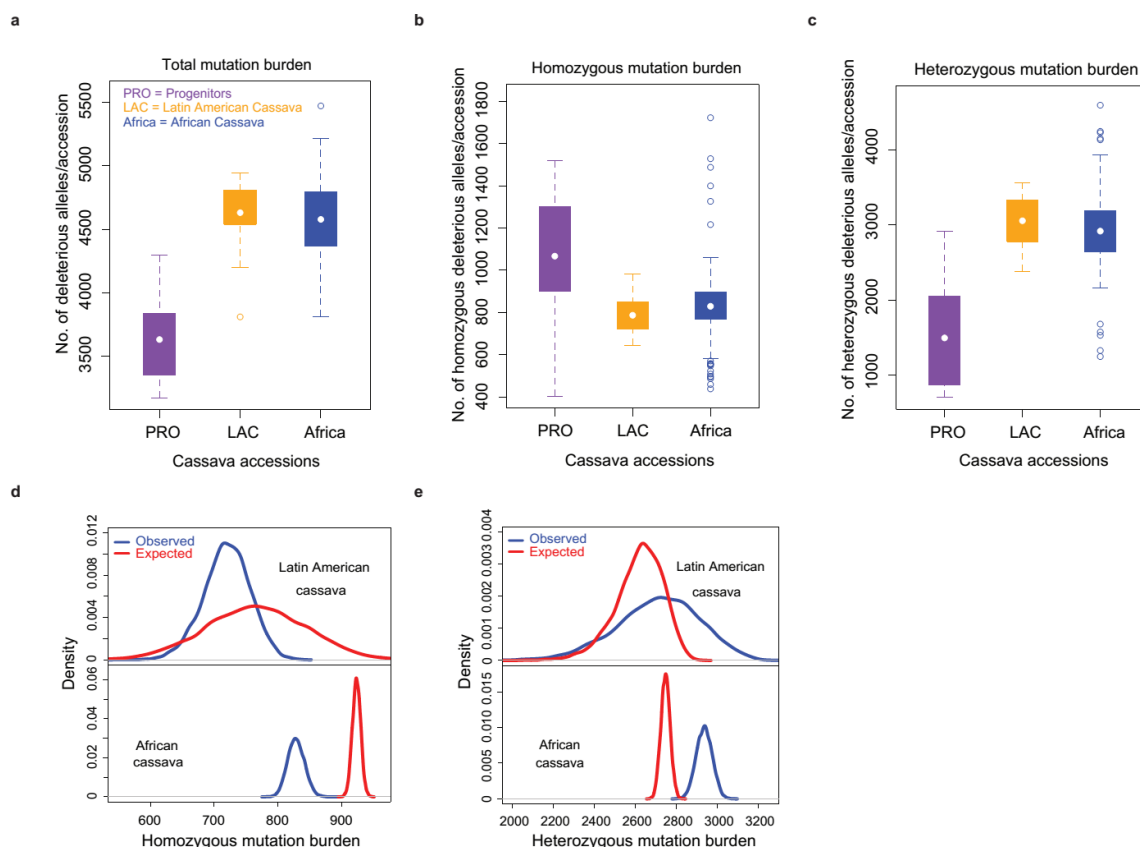 a
Total mutation burden
No. of deleterious alleles/accession
5500
5000
4500
4000
3500
PRO = Progenitors
LAC = Latin American Cassava
Africa = African Cassava
PRO LAC Africa
Cassava accessions
b
Homozygous mutation burden
No. of homozygous deleterious alleles/accession
1800
1600
1400
1200
1000
800
600
400
PRO LAC Africa
Cassava accessions
c
Heterozygous mutation burden
No. of heterozygous deleterious alleles/accession
4000
3000
2000
1000
PRO LAC Africa
Cassava accessions
d
Density
0.012
0.008
0.004
0
Observed
Expected
Latin American
cassava
0.06
0.04
0.02
0
African
cassava
600 700 800 900
Homozygous mutation burden
e
Density
0.004
0.003
0.002
0.001
0
Observed
Expected
Latin American
cassava
0.015
0.010
0.005
0
African
cassava
2000 2200 2400 2600 2800 3000 3200
Heterozygous mutation burden